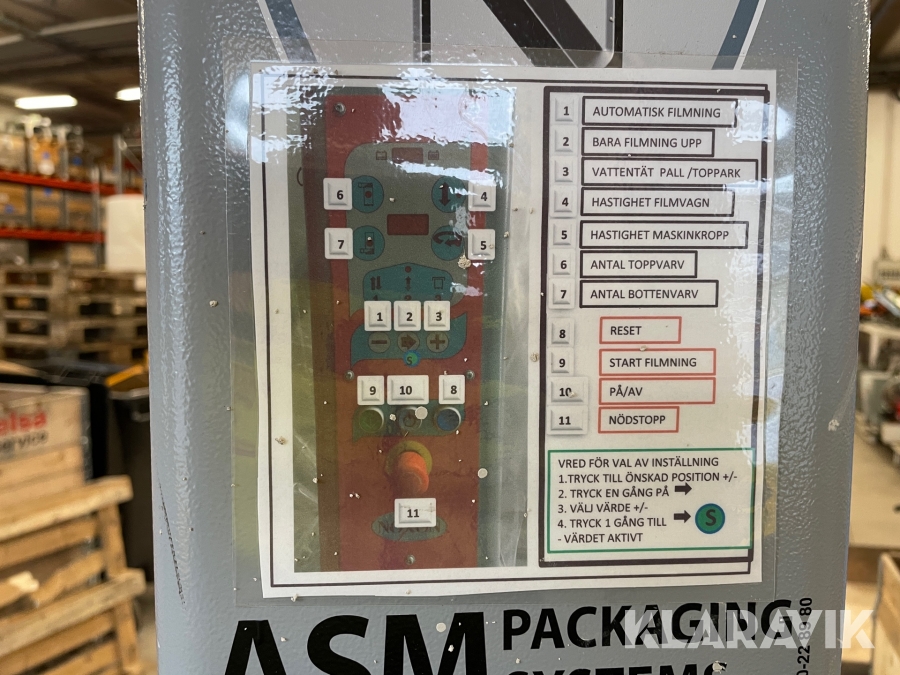 N
6
4
7
5
1 2 3
S
9 10 8
11
1 AUTOMATISK FILMNING
2 BARA FILMNING UPP
3 VATTENTÄT PALL /TOPPARK
4 HASTIGHET FILMVAGN
5 HASTIGHET MASKINKROPP
6 ANTAL TOPPVARV
7 ANTAL BOTTENVARV
8 RESET
9 START FILMNING
10 PÅ/AV
11 NÖDSTOPP
VRED FÖR VAL AV INSTÄLLNING
1.TRYCK TILL ÖNSKAD POSITION +/-
2. TRYCK EN GÅNG PÅ
3. VÄLJ VÄRDE +/-
4. TRYCK 1 GÅNG TILL
- VÄRDET AKTIVT
S
ASM PACKAGING
SYSTEMS
KLARAVIK